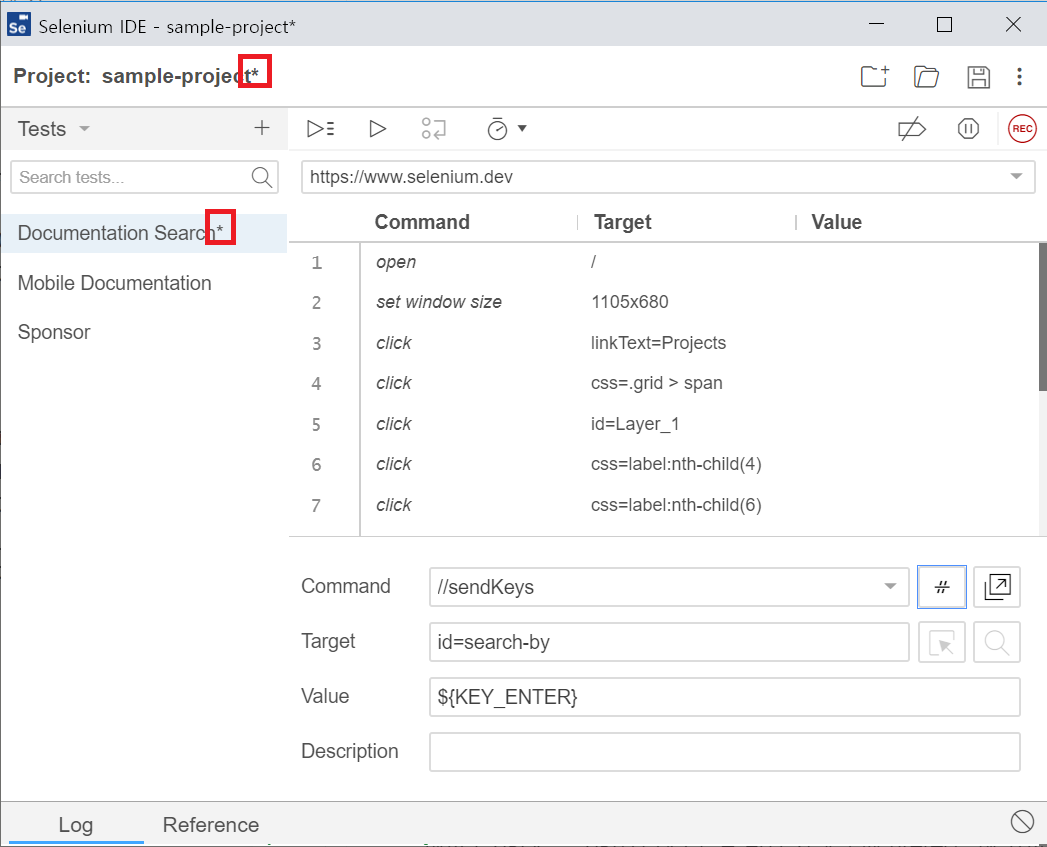 Se Selenium IDE - sample-project*
Project: sample-project*
Tests
REC
Search tests...
https://www.selenium.dev
Documentation Search*
Mobile Documentation
Sponsor
Command Target Value
1 open /
2 set window size 1105x680
3 click linkText=Projects
4 click css=.grid > span
5 click id=Layer_1
6 click css=label:nth-child(4)
7 click css=label:nth-child(6)
Command //sendKeys
Target id=search-by
Value ${KEY_ENTER}
Description
Log Reference